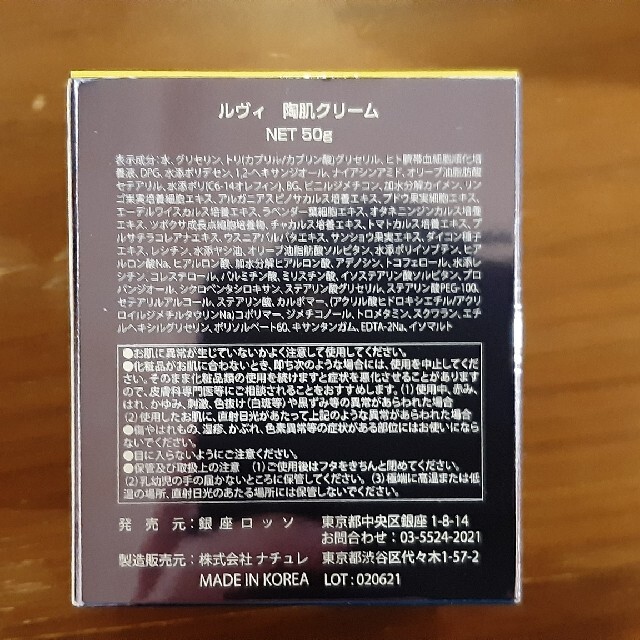 ルヴィ　陶肌クリーム
NET 50g
表示成分：水、グリセリン、トリ(カプリル/カプリン酸)グリセリル、ヒト臍帯血細胞順化培
養液、DPG、水添ポリデセン、1,2-ヘキサンジオール、ナイアシンアミド、オリーブ油脂肪酸
セテアリル、水添ポリ(C6-14オレフィン)、BG、ビニルジメチコン、加水分解カイメン、リン
ゴ果実培養細胞エキス、アルガニアスピノサカルス培養エキス、ブドウ果実細胞エキス、
エーデルワイスカルス培養エキス、ラベンダー葉細胞エキス、オタネニンジンカルス培養
エキス、ツボクサ成長点細胞培養物、チャカルス培養エキス、トマトカルス培養エキス、ア
ルサテラコレアナエキス、ウスニアバルバタエキス、サンショウ果実エキス、ダイコン種子
エキス、レシチン、水添ヤシ油、オリーブ油脂肪酸ソルビタン、水添ポリイソブテン、ヒアル
ロン酸Na、ヒアルロン酸、加水分解ヒアルロン酸、アデノシン、トコフェロール、水添レシ
チン、コレステロール、パルミチン酸、ミリスチン酸、イソステアリン酸ソルビタン、プロ
パンジオール、シクロペンタシロキサン、ステアリン酸グリセリル、ステアリン酸PEG-100、
セテアリルアルコール、ステアリン酸、カルボマー、(アクリル酸ヒドロキシエチル/アクリ
ロイルジメチルタウリンNa)コポリマー、ジメチコノール、トロメタミン、スクワラン、エチ
ルヘキシルグリセリン、ポリソルベート60、キサンタンガム、EDTA-2Na、イソマルト
●お肌に異常が生じていないかよく注意して使用してください。
●化粧品がお肌に合わないとき、即ち次のような場合には、使用を中止してくださ
い。そのまま化粧品類の使用を続けますと症状を悪化させることがあります
ので、皮膚科専門医等にご相談されることをおすすめします。(1)使用中、赤み、
はれ、かゆみ、刺激、色抜け(白斑等)や黒ずみ等の異常があらわれた場合
(2)使用したお肌に、直射日光があたって上記のような異常があらわれた場合
●傷やはれもの、湿疹、かぶれ、色素異常等の症状がある部位にはお使いになら
ないでください。
●目に入らないようにご注意ください。
●保管及び取扱上の注意　(1)ご使用後はフタをきちんと閉めてください。
(2)乳幼児の手の届かないところに保管してください。(3)極端に高温または低
温の場所、直射日光のあたる場所には保管しないでください。
発　売　元：銀座ロッソ　東京都中央区銀座1-8-14
お問合わせ：03-5524-2021
製造販売元：株式会社 ナチュレ　東京都渋谷区代々木1-57-2
MADE IN KOREA　LOT：020621